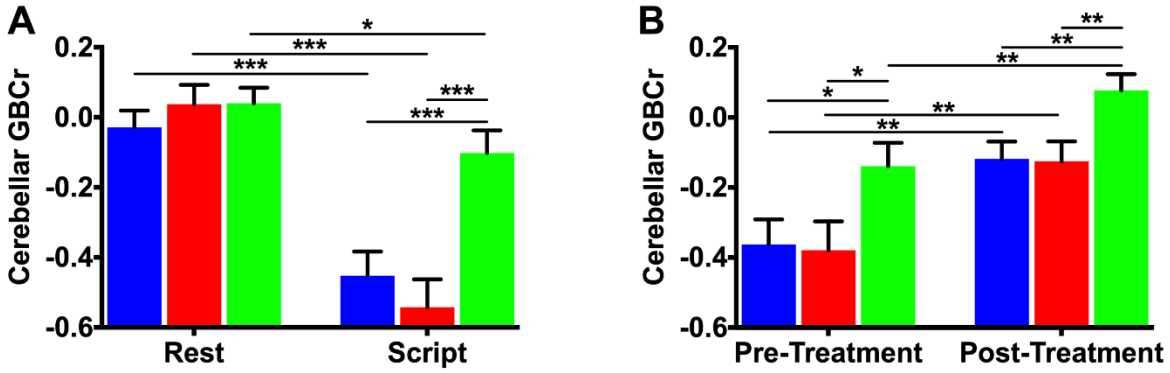 A
Cerebellar GBCr
0.2
0.0
-0.2
-0.4
-0.6
*
***
***
***
***
Rest
Script
B
Cerebellar GBCr
0.2
0.0
-0.2
-0.4
-0.6
**
**
**
*
*
**
**
Pre-Treatment
Post-Treatment